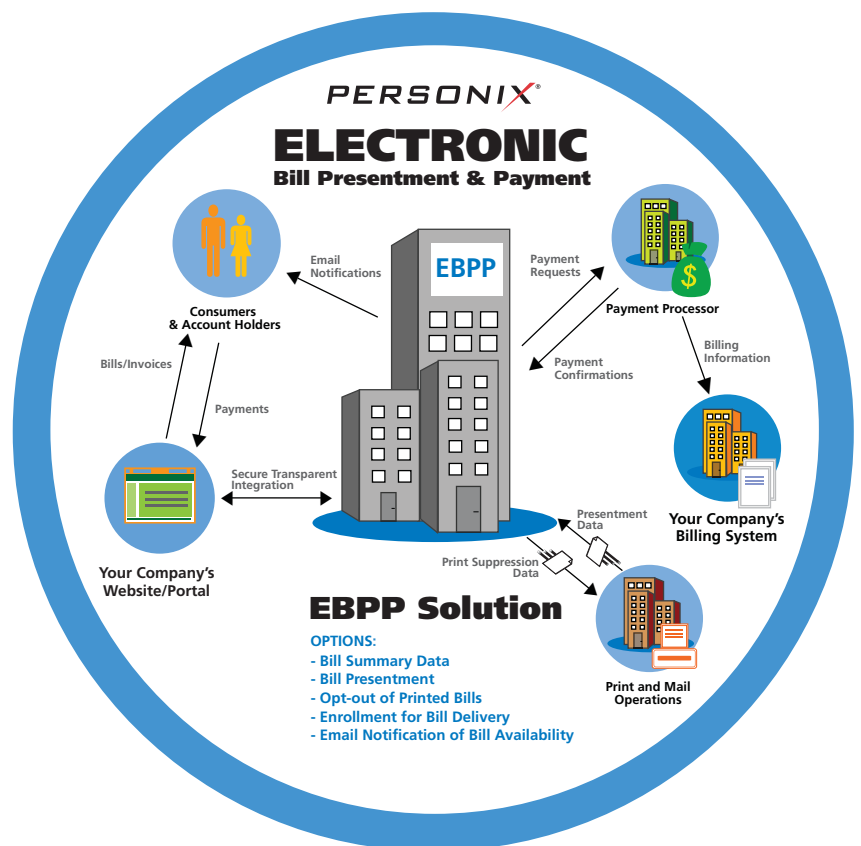 PERSONIX®
ELECTRONIC
Bill Presentment & Payment
EBPP
Email
Notifications
Payment
Requests
Consumers
& Account Holders
Payment Processor
Bills/Invoices
Payments
Payment
Confirmations
Billing
Information
$
Secure Transparent
Integration
Your Company's
Website/Portal
Your Company's
Billing System
Presentment
Data
Print Suppression
Data
Print and Mail
Operations
EBPP Solution
OPTIONS:
- Bill Summary Data
- Bill Presentment
- Opt-out of Printed Bills
- Enrollment for Bill Delivery
- Email Notification of Bill Availability